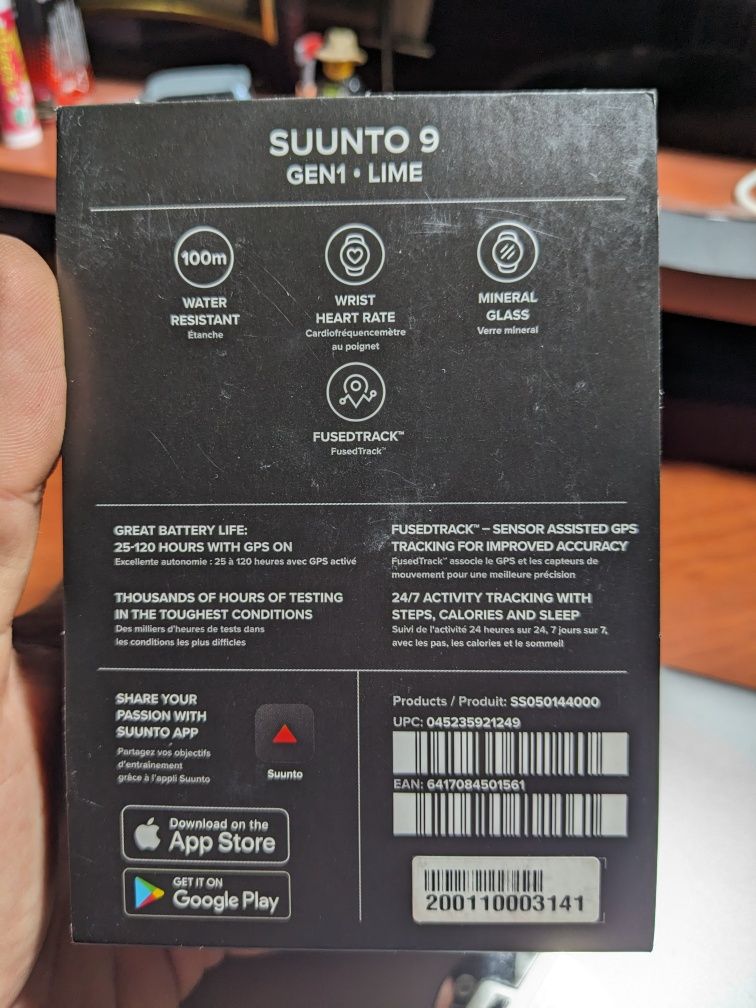 SUUNTO 9
GEN1 • LIME
100m
WATER
RESISTANT
Étanche
WRIST
HEART RATE
Cardiofréquencemètre
au poignet
MINERAL
GLASS
Verre mineral
FUSEDTRACK™
FusedTrack™
GREAT BATTERY LIFE:
25-120 HOURS WITH GPS ON
Excellente autonomie : 25 à 120 heures avec GPS activé
FUSEDTRACK™ – SENSOR ASSISTED GPS
TRACKING FOR IMPROVED ACCURACY
FusedTrack™ associe le GPS et les capteurs de
mouvement pour une meilleure précision
THOUSANDS OF HOURS OF TESTING
IN THE TOUGHEST CONDITIONS
Des milliers d'heures de tests dans
les conditions les plus difficiles
24/7 ACTIVITY TRACKING WITH
STEPS, CALORIES AND SLEEP
Suivi de l'activité 24 heures sur 24, 7 jours sur 7,
avec les pas, les calories et le sommeil
SHARE YOUR
PASSION WITH
SUUNTO APP
Partagez vos objectifs
d'entraînement
grâce à l'appli Suunto
Suunto
Download on the
App Store
GET IT ON
Google Play
Products / Produit: SS050144000
UPC: 045235921249
EAN: 6417084501561
200110003141